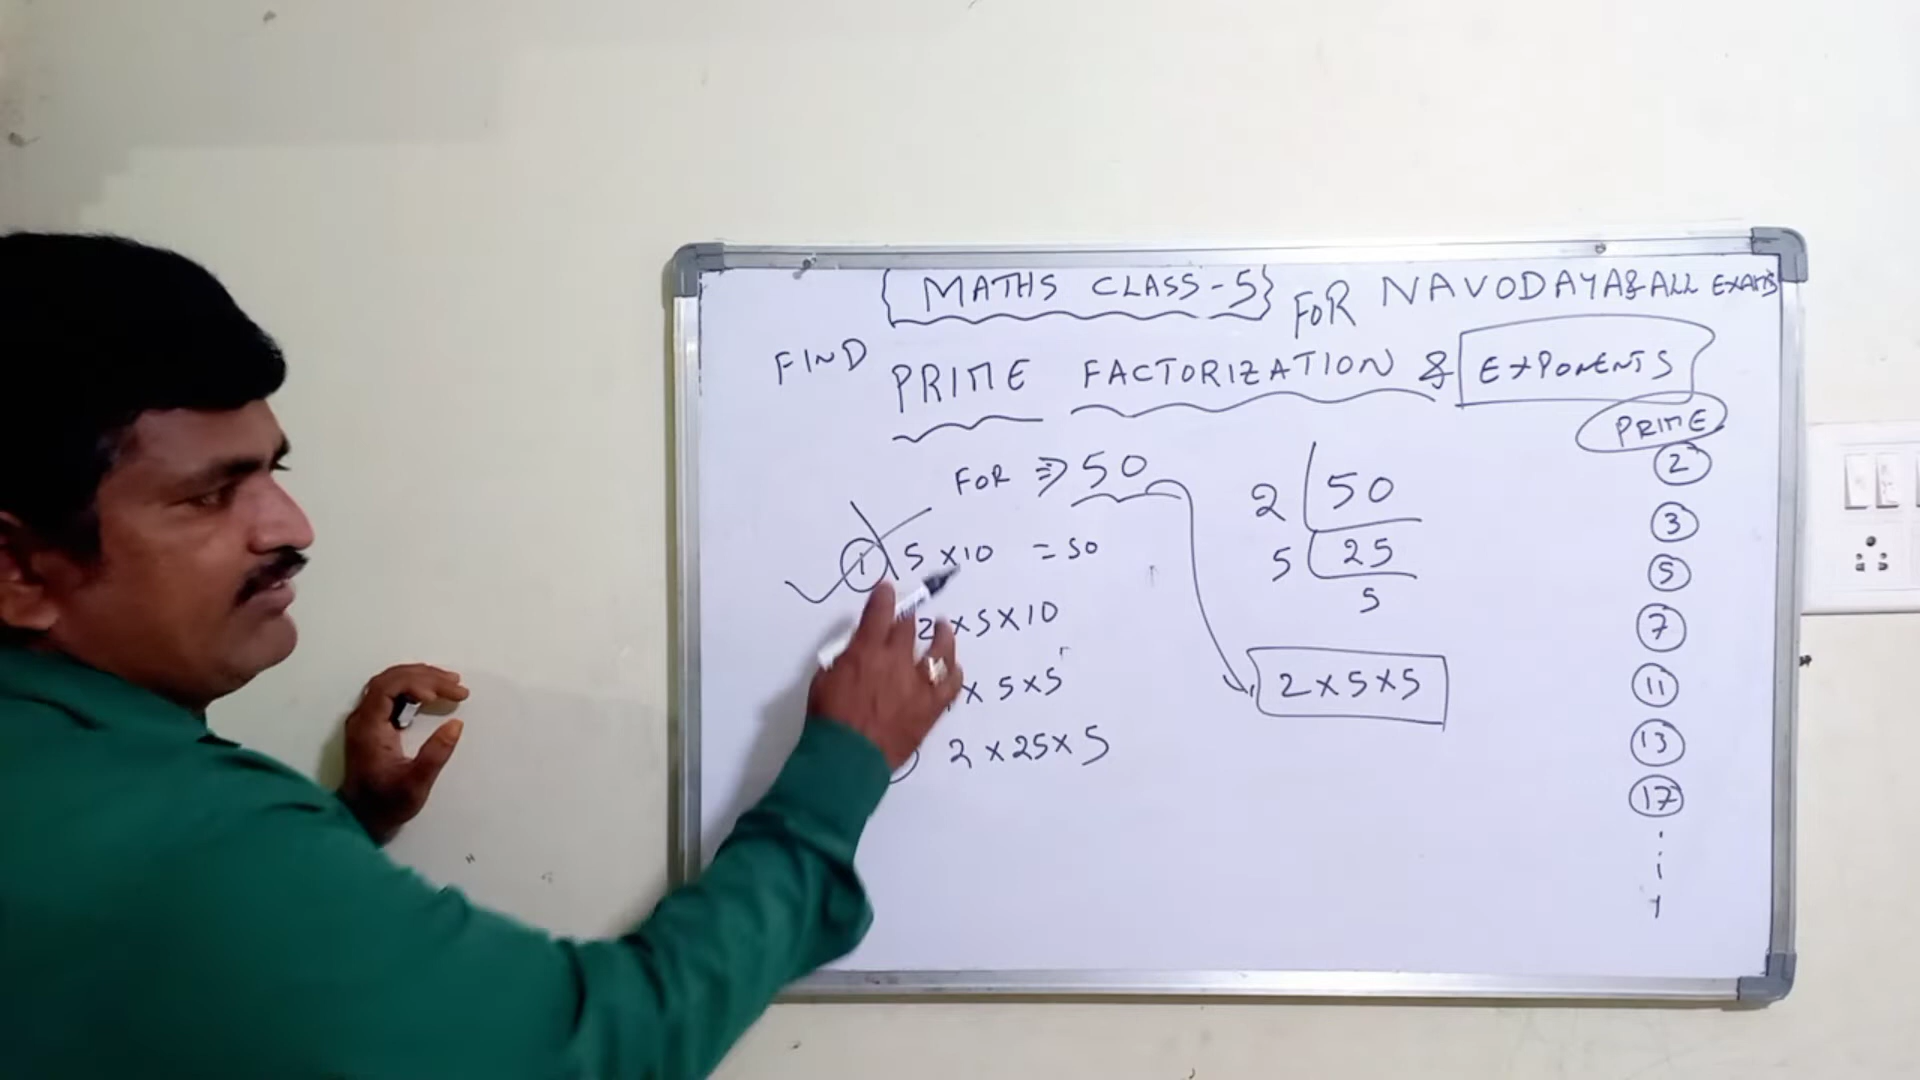 {MATHS CLASS-5} FOR NAVODAYA & ALL EXAMS
FIND PRIME FACTORIZATION & EXPONENTS
FOR ⇒ 50
1 5 × 10 = 50
2 × 5 × 10
× 5 × 5
2 × 25 × 5
2 50
5 25
5
2 × 5 × 5
PRIME
2
3
5
7
11
13
17